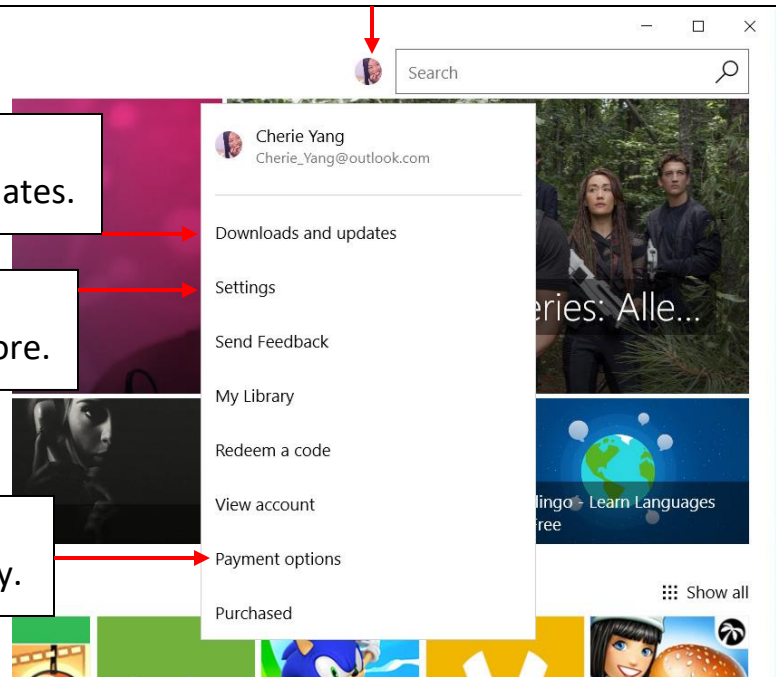 Search
Cherie Yang
Cherie_Yang@outlook.com
ates.
Downloads and updates
Settings
eries: Alle...
ore.
Send Feedback
My Library
Redeem a code
View account
lingo - Learn Languages
ree
Payment options
y.
Show all
Purchased